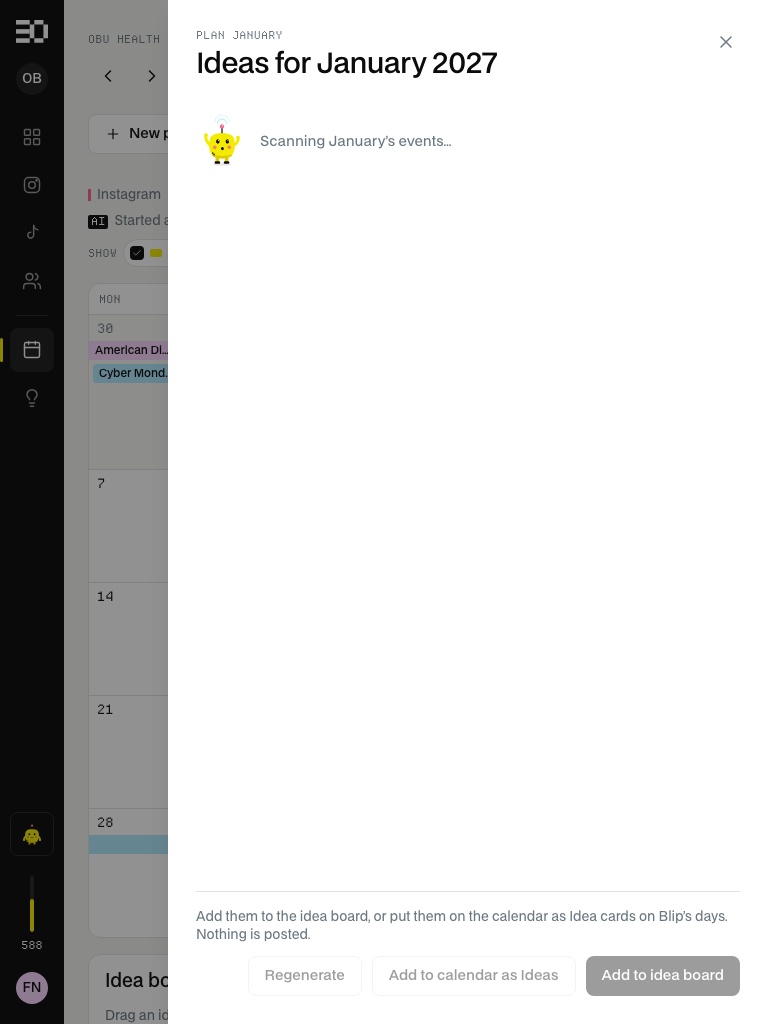 PLAN JANUARY
Ideas for January 2027
Scanning January's events…
OBU HEALTH
OB
New
Instagram
AI Started
SHOW
MON
30
American Di…
Cyber Mond…
7
14
21
28
588
FN
Idea
Drag an
Add them to the idea board, or put them on the calendar as Idea cards on Blip's days.
Nothing is posted.
Regenerate
Add to calendar as Ideas
Add to idea board